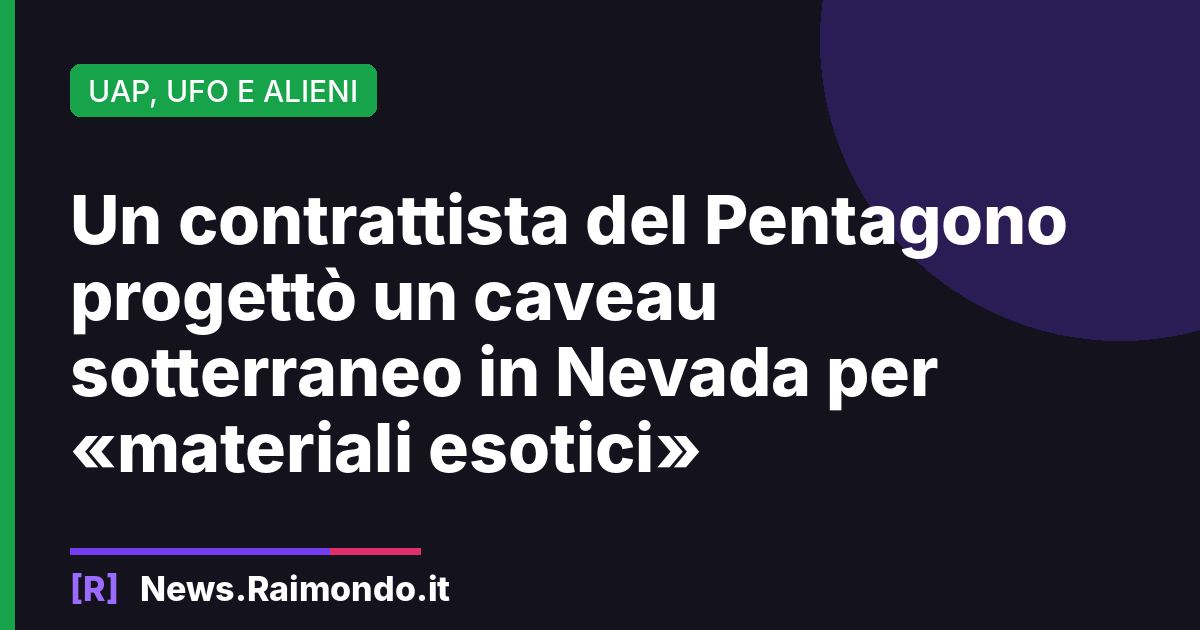 UAP, UFO E ALIENI
Un contrattista del Pentagono
progettò un caveau
sotterraneo in Nevada per
«materiali esotici»
[R] News.Raimondo.it